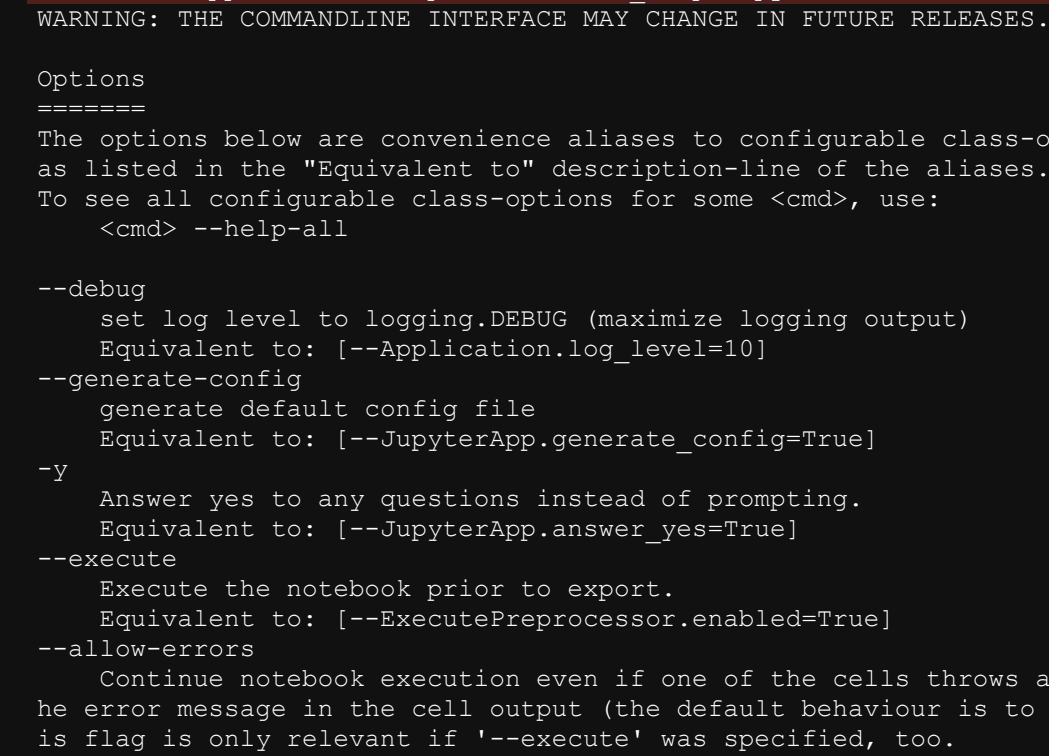 WARNING: THE COMMANDLINE INTERFACE MAY CHANGE IN FUTURE RELEASES.
Options
=======
The options below are convenience aliases to configurable class-o
as listed in the "Equivalent to" description-line of the aliases.
To see all configurable class-options for some <cmd>, use:
    <cmd> --help-all
--debug
    set log level to logging.DEBUG (maximize logging output)
    Equivalent to: [--Application.log_level=10]
--generate-config
    generate default config file
    Equivalent to: [--JupyterApp.generate_config=True]
-y
    Answer yes to any questions instead of prompting.
    Equivalent to: [--JupyterApp.answer_yes=True]
--execute
    Execute the notebook prior to export.
    Equivalent to: [--ExecutePreprocessor.enabled=True]
--allow-errors
    Continue notebook execution even if one of the cells throws a
he error message in the cell output (the default behaviour is to
is flag is only relevant if '--execute' was specified, too.